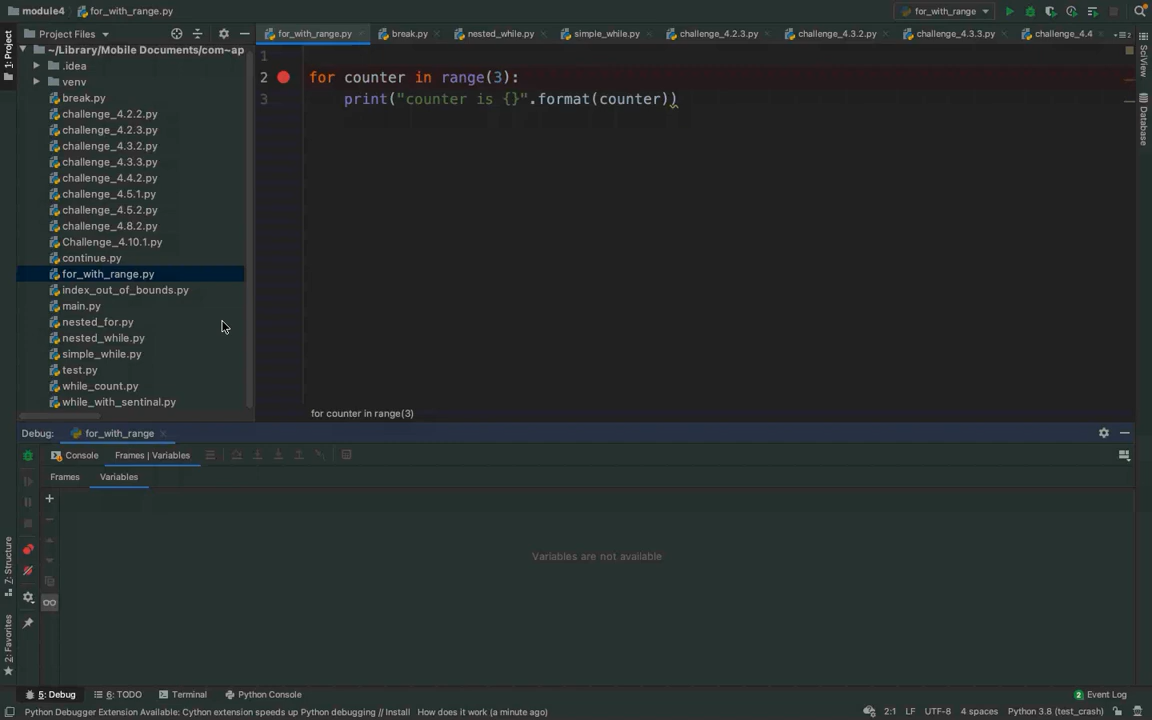 module4 for_with_range.py for_with_range
1: Project Project Files for_with_range.py break.py nested_while.py simple_while.py challenge_4.2.3.py challenge_4.3.2.py challenge_4.3.3.py challenge_4.4 2 SciView
~/Library/Mobile Documents/com~ap 1
.idea 2 for counter in range(3):
venv 3 print("counter is {}".format(counter))
Database
break.py
challenge_4.2.2.py
challenge_4.2.3.py
challenge_4.3.2.py
challenge_4.3.3.py
challenge_4.4.2.py
challenge_4.5.1.py
challenge_4.5.2.py
challenge_4.8.2.py
Challenge_4.10.1.py
continue.py
for_with_range.py
index_out_of_bounds.py
main.py
nested_for.py
nested_while.py
simple_while.py
test.py
while_count.py
while_with_sentinal.py
for counter in range(3)
Debug: for_with_range
Console Frames | Variables
Frames Variables
Variables are not available
7: Structure
2: Favorites
5: Debug 6: TODO Terminal Python Console 2 Event Log
Python Debugger Extension Available: Cython extension speeds up Python debugging // Install How does it work (a minute ago) 2:1 LF UTF-8 4 spaces Python 3.8 (test_crash)